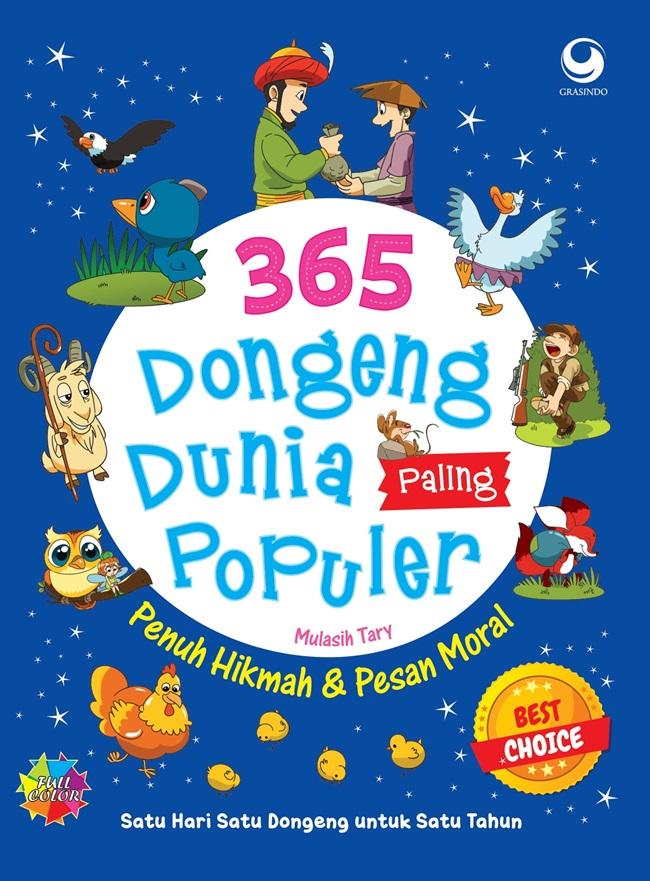 GRASINDO
365
Dongeng
Dunia
Paling
Populer
Mulasih Tary
Penuh Hikmah & Pesan Moral
BEST
CHOICE
FULL
COLOR!
Satu Hari Satu Dongeng untuk Satu Tahun